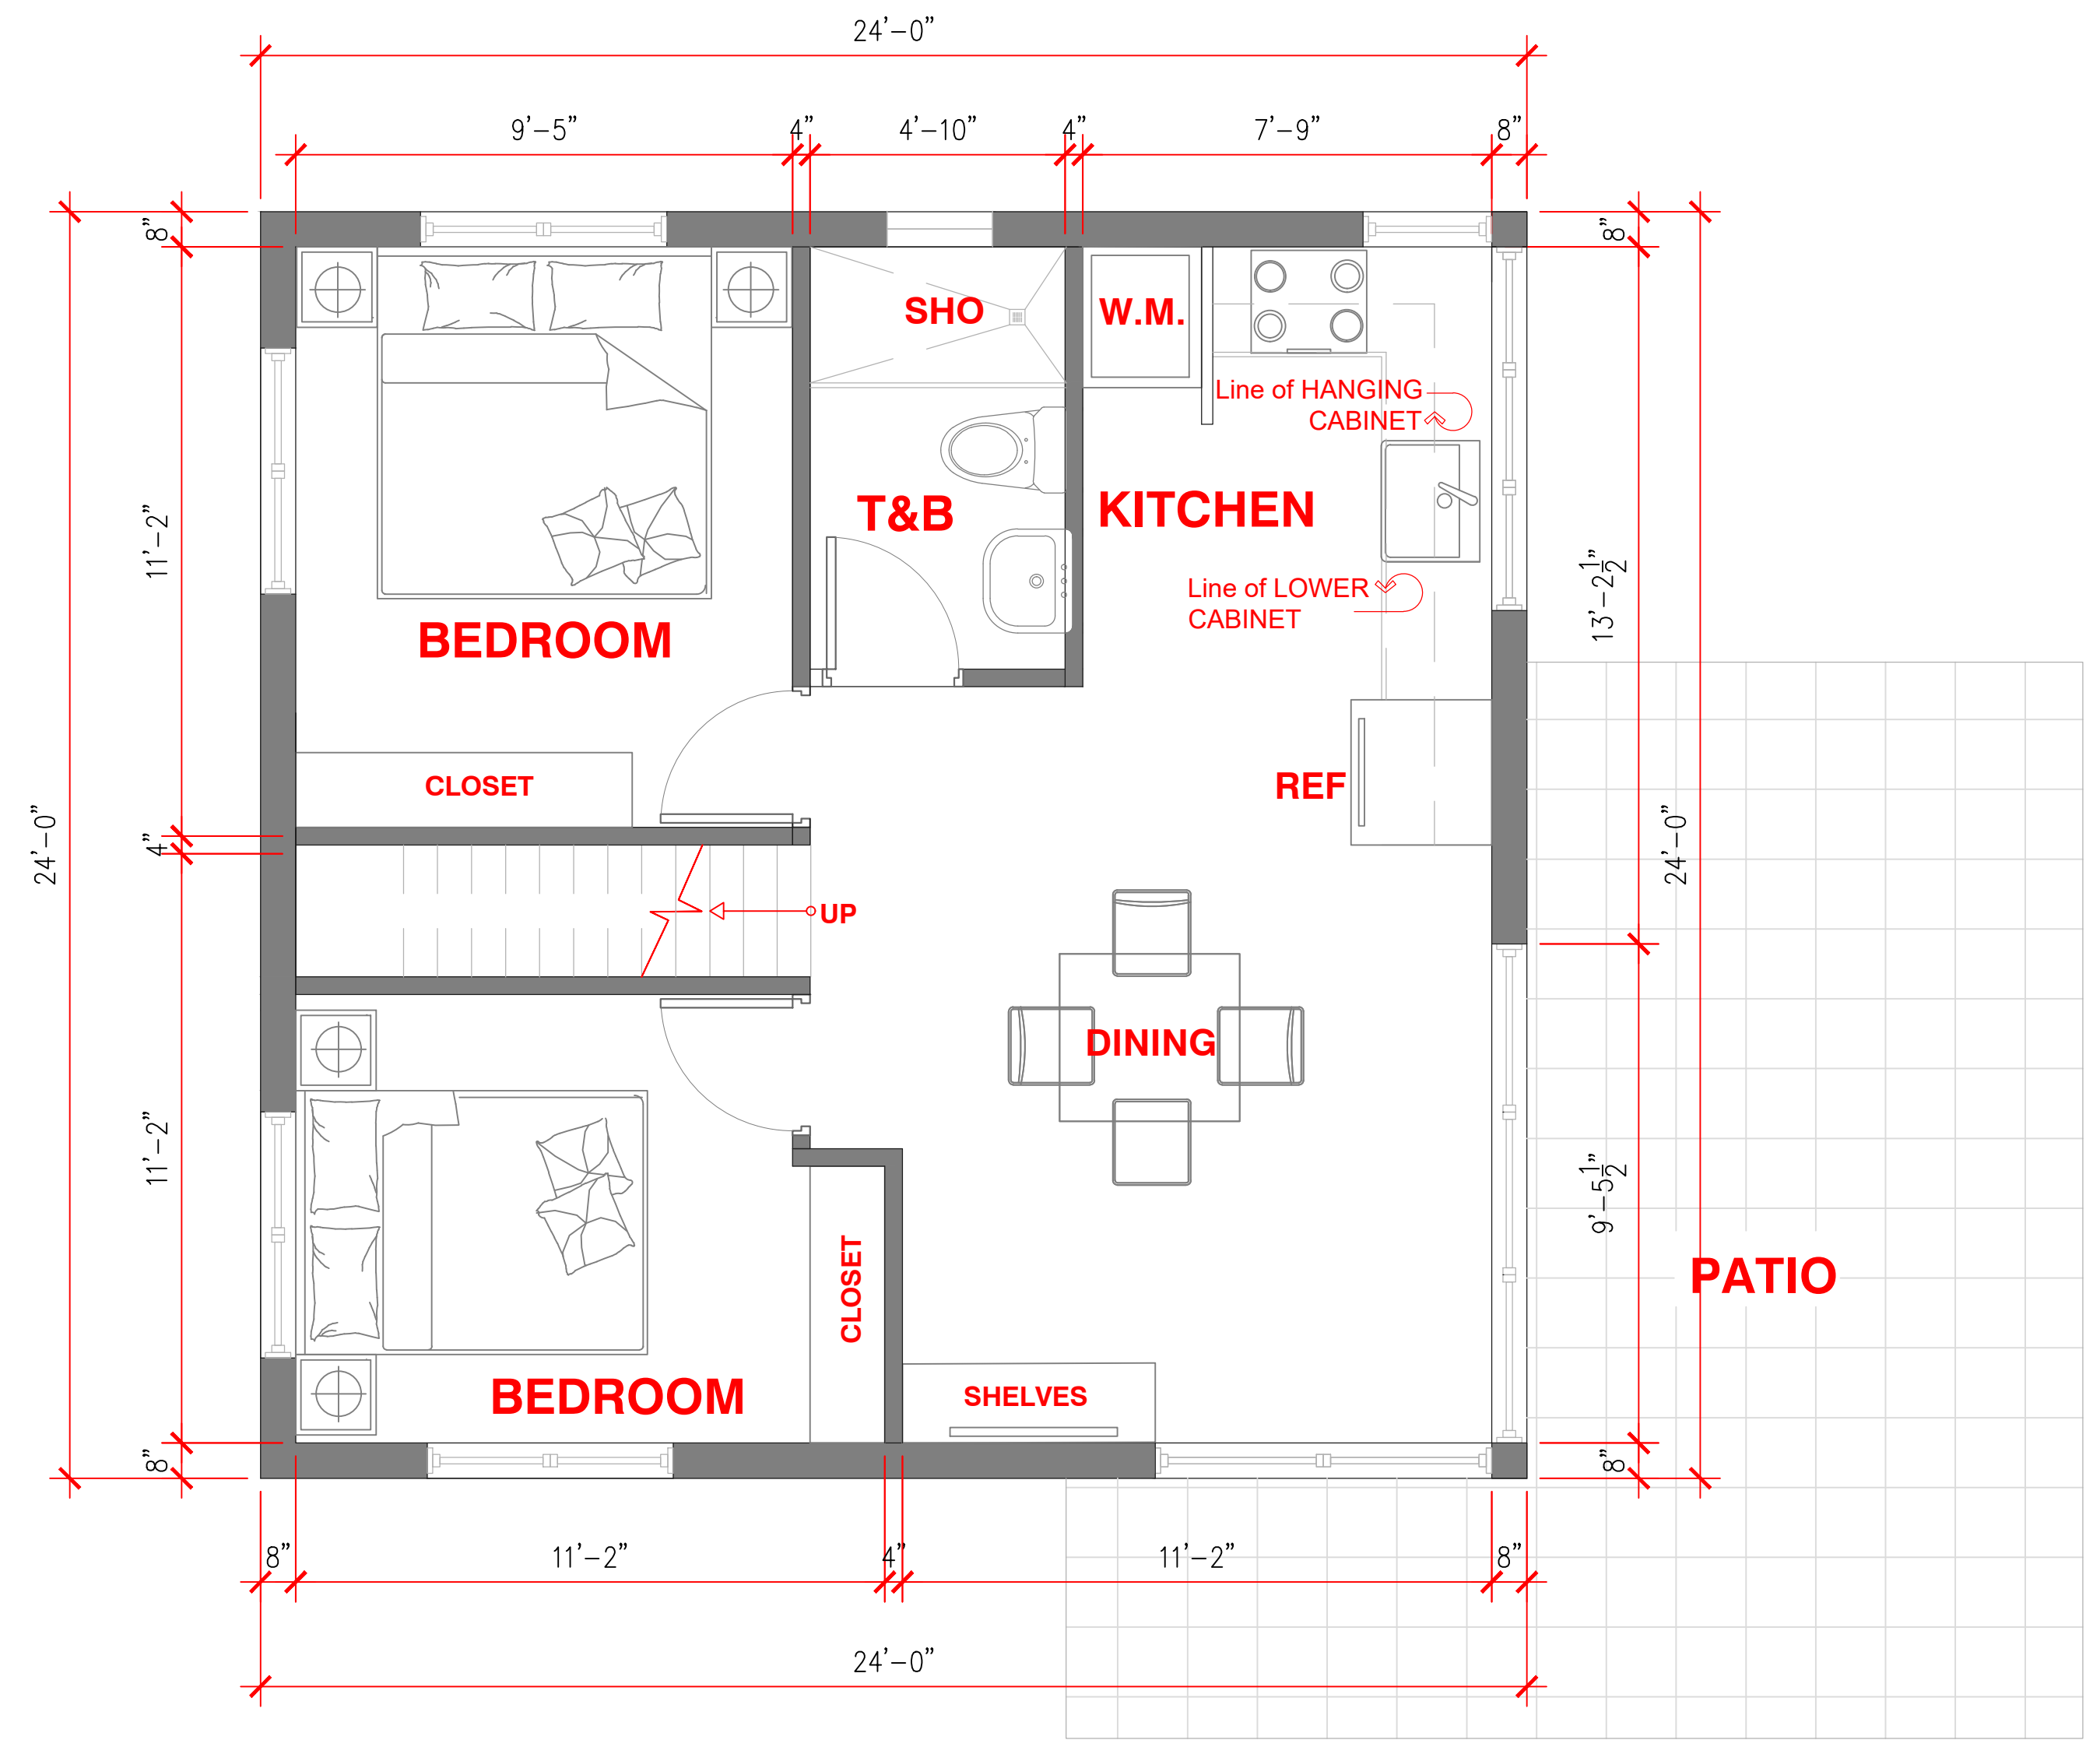 24'-0"
9'-5"
4"
4'-10"
4"
7'-9"
8"
8"
8"
SHO
W.M.
Line of HANGING
CABINET
T&B
KITCHEN
11'-2"
13'-2 1/2"
Line of LOWER
CABINET
BEDROOM
CLOSET
REF
4"
24'-0"
24'-0"
UP
DINING
11'-2"
9'-5 1/2"
CLOSET
PATIO
BEDROOM
SHELVES
8"
8"
8"
11'-2"
4"
11'-2"
8"
24'-0"